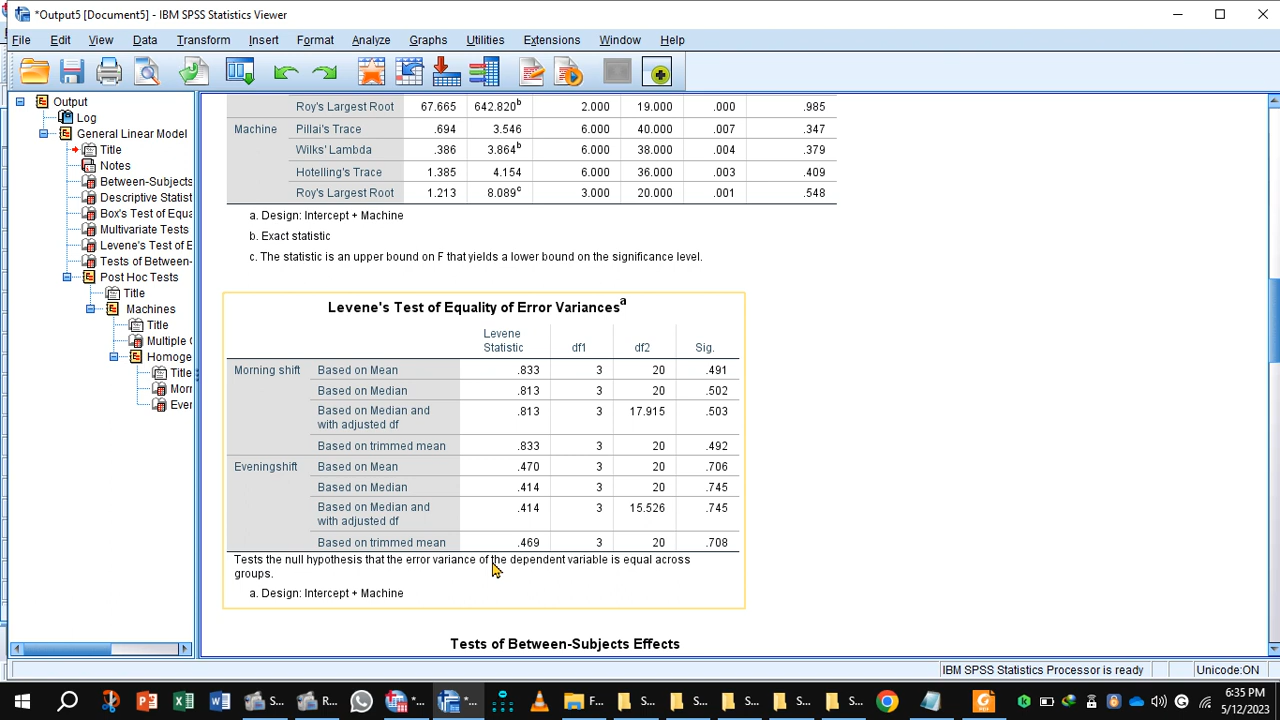 *Output5 [Document5] - IBM SPSS Statistics Viewer
File Edit View Data Transform Insert Format Analyze Graphs Utilities Extensions Window Help
Output
Log
General Linear Model
Title
Notes
Between-Subjects
Descriptive Statist
Box's Test of Equa
Multivariate Tests
Levene's Test of E
Tests of Between-
Post Hoc Tests
Title
Machines
Title
Multiple C
Homoge
Title
Morn
Ever
Roy's Largest Root 67.665 642.820b 2.000 19.000 .000 .985
Machine Pillai's Trace .694 3.546 6.000 40.000 .007 .347
Wilks' Lambda .386 3.864b 6.000 38.000 .004 .379
Hotelling's Trace 1.385 4.154 6.000 36.000 .003 .409
Roy's Largest Root 1.213 8.089c 3.000 20.000 .001 .548
a. Design: Intercept + Machine
b. Exact statistic
c. The statistic is an upper bound on F that yields a lower bound on the significance level.
Levene's Test of Equality of Error Variancesa
Levene
Statistic df1 df2 Sig.
Morning shift Based on Mean .833 3 20 .491
Based on Median .813 3 20 .502
Based on Median and .813 3 17.915 .503
with adjusted df
Based on trimmed mean .833 3 20 .492
Eveningshift Based on Mean .470 3 20 .706
Based on Median .414 3 20 .745
Based on Median and .414 3 15.526 .745
with adjusted df
Based on trimmed mean .469 3 20 .708
Tests the null hypothesis that the error variance of the dependent variable is equal across
groups.
a. Design: Intercept + Machine
Tests of Between-Subjects Effects
IBM SPSS Statistics Processor is ready Unicode:ON
S... R... *... *... F... S... S... S... S... S...
6:35 PM
5/12/2023